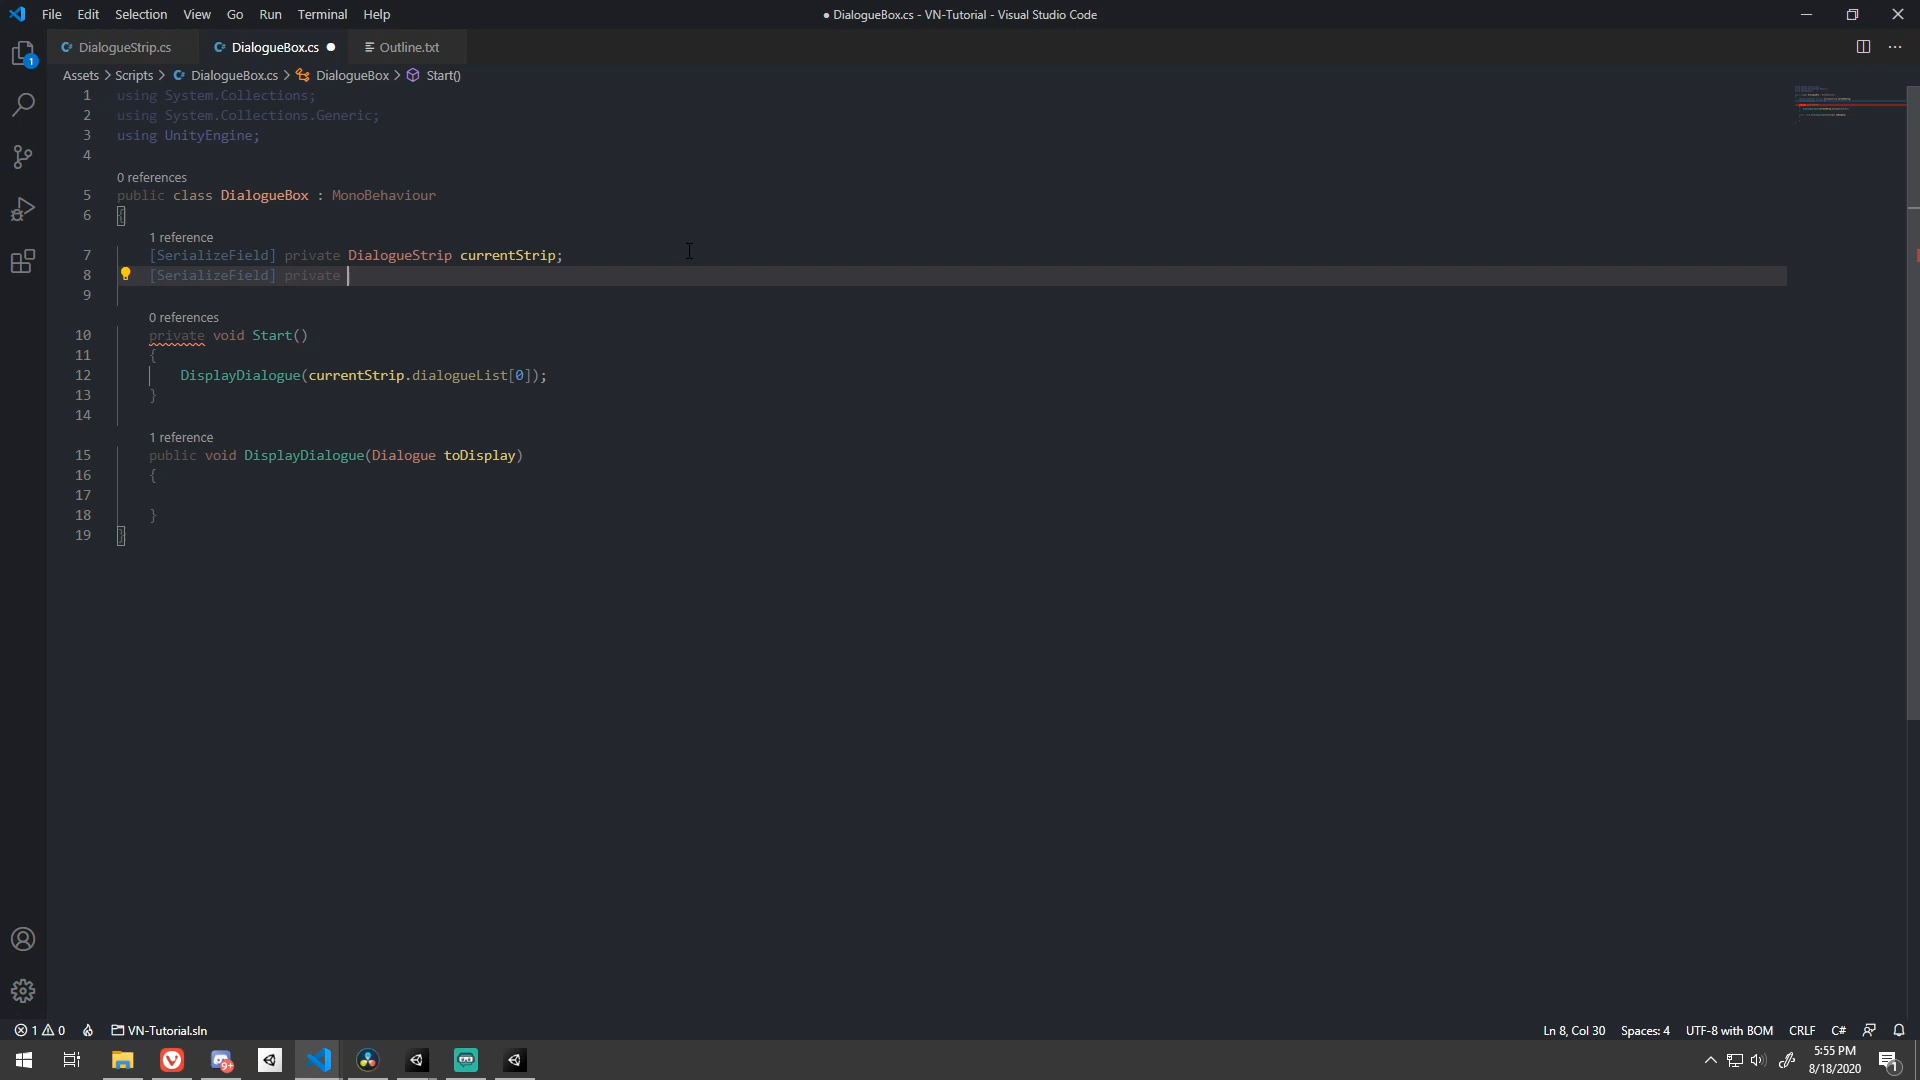 File Edit Selection View Go Run Terminal Help
● DialogueBox.cs - VN-Tutorial - Visual Studio Code
DialogueStrip.cs
DialogueBox.cs ●
Outline.txt
Assets > Scripts > DialogueBox.cs > DialogueBox > Start()
1 using System.Collections;
2 using System.Collections.Generic;
3 using UnityEngine;
4
0 references
5 public class DialogueBox : MonoBehaviour
6 {
1 reference
7 [SerializeField] private DialogueStrip currentStrip;
8 [SerializeField] private
9
0 references
10 private void Start()
11 {
12 DisplayDialogue(currentStrip.dialogueList[0]);
13 }
14
1 reference
15 public void DisplayDialogue(Dialogue toDisplay)
16 {
17
18 }
19 }
1
1 0 VN-Tutorial.sln
Ln 8, Col 30 Spaces: 4 UTF-8 with BOM CRLF C#
9+
5:55 PM
8/18/2020
1